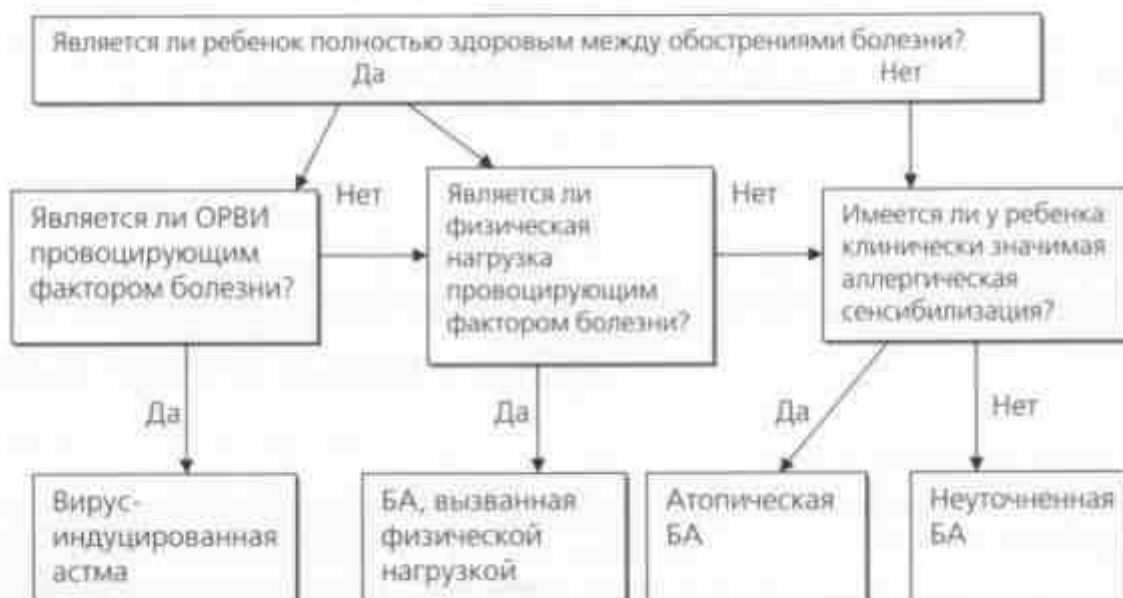 Является ли ребенок полностью здоровым между обострениями болезни?
Да
Нет
Является ли ОРВИ
провоцирующим
фактором болезни?
Нет
Является ли
физическая
нагрузка
провоцирующим
фактором болезни?
Нет
Имеется ли у ребенка
клинически значимая
аллергическая
сенсибилизация?
Да
Да
Да
Нет
Вирус-
индуцированная
астма
БА, вызванная
физической
нагрузкой
Атопическая
БА
Неуточненная
БА